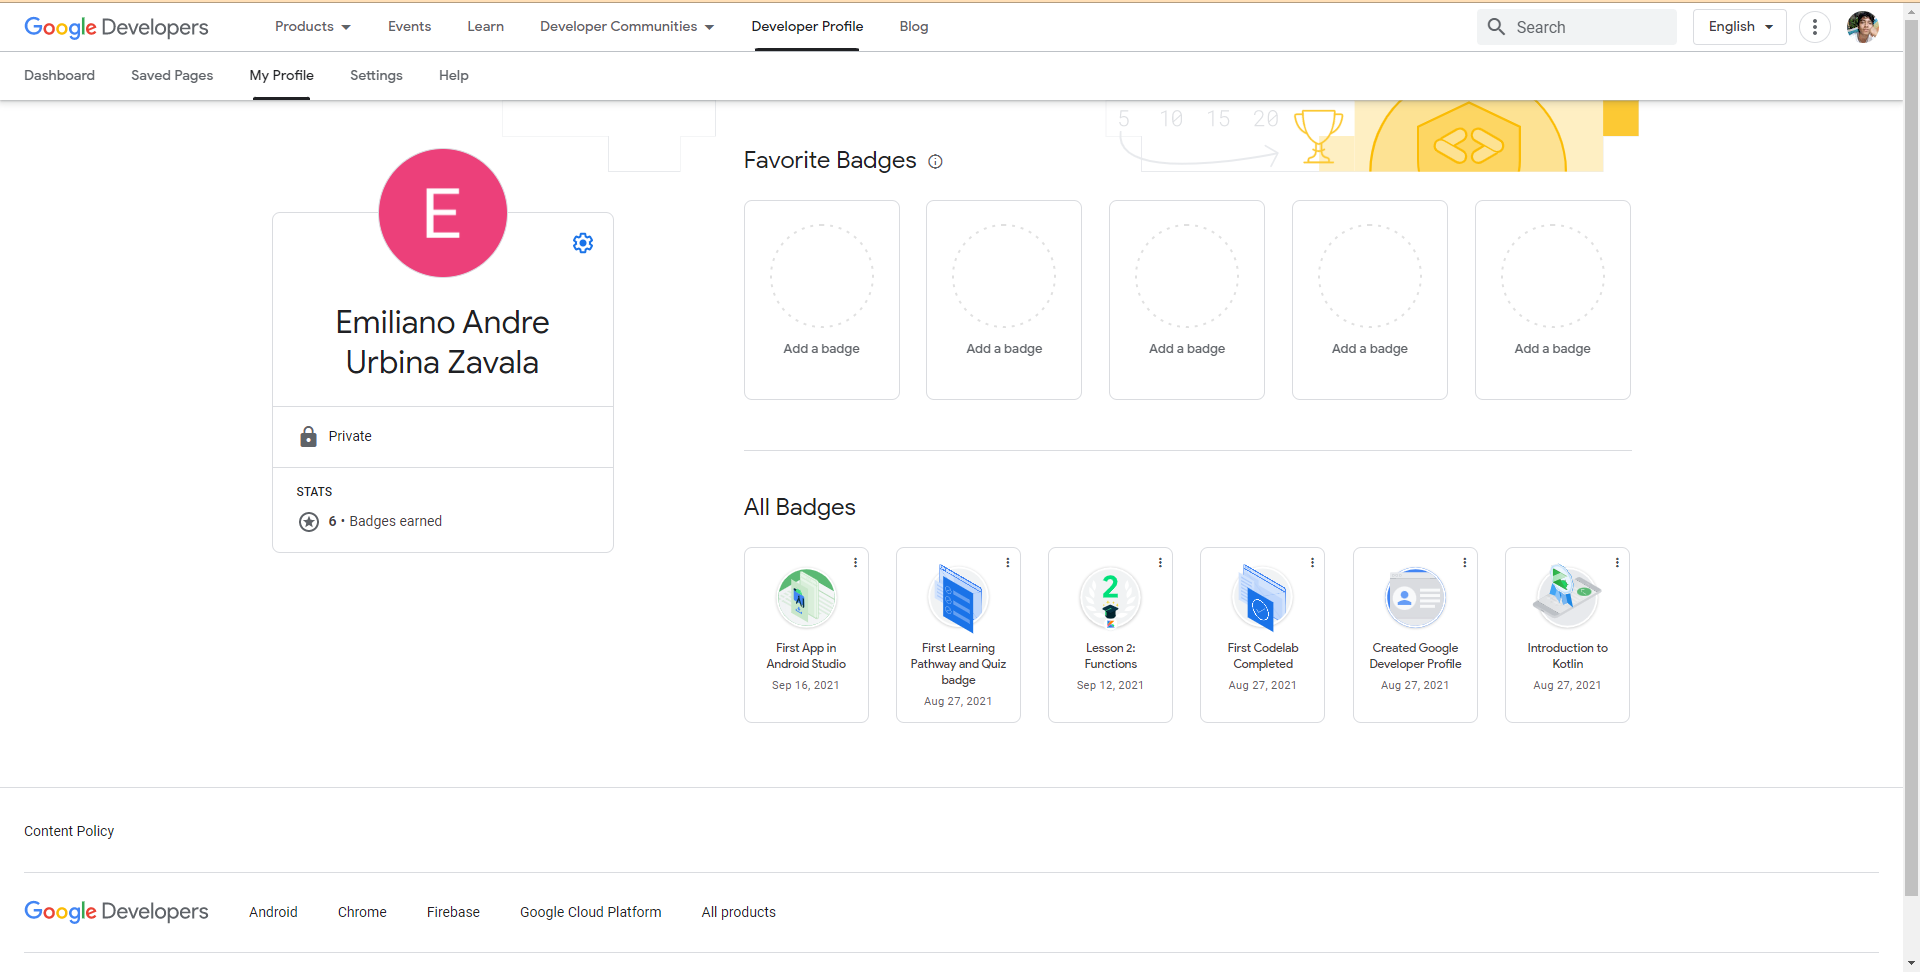 Google Developers
Products
Events
Learn
Developer Communities
Developer Profile
Blog
Search
English
Dashboard
Saved Pages
My Profile
Settings
Help
5 10 15 20
E
Emiliano Andre
Urbina Zavala
Private
STATS
6 • Badges earned
Favorite Badges
Add a badge
Add a badge
Add a badge
Add a badge
Add a badge
All Badges
First App in
Android Studio
Sep 16, 2021
First Learning
Pathway and Quiz
badge
Aug 27, 2021
2
Lesson 2:
Functions
Sep 12, 2021
First Codelab
Completed
Aug 27, 2021
Created Google
Developer Profile
Aug 27, 2021
Introduction to
Kotlin
Aug 27, 2021
Content Policy
Google Developers
Android
Chrome
Firebase
Google Cloud Platform
All products